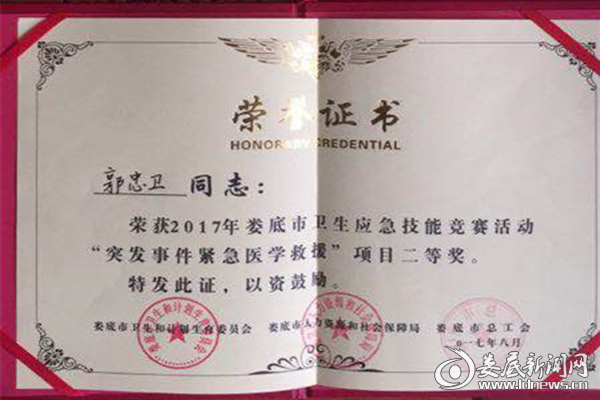 荣誉证书
HONORARY CREDENTIAL
郭忠卫 同志：
荣获2017年娄底市卫生应急技能竞赛活动
“突发事件紧急医学救援”项目二等奖。
特发此证，以资鼓励。
娄底市卫生和计划生育委员会 娄底市人力资源和社会保障局 娄底市总工会
二〇一七年八月
娄底新闻网
www.ldnews.cn